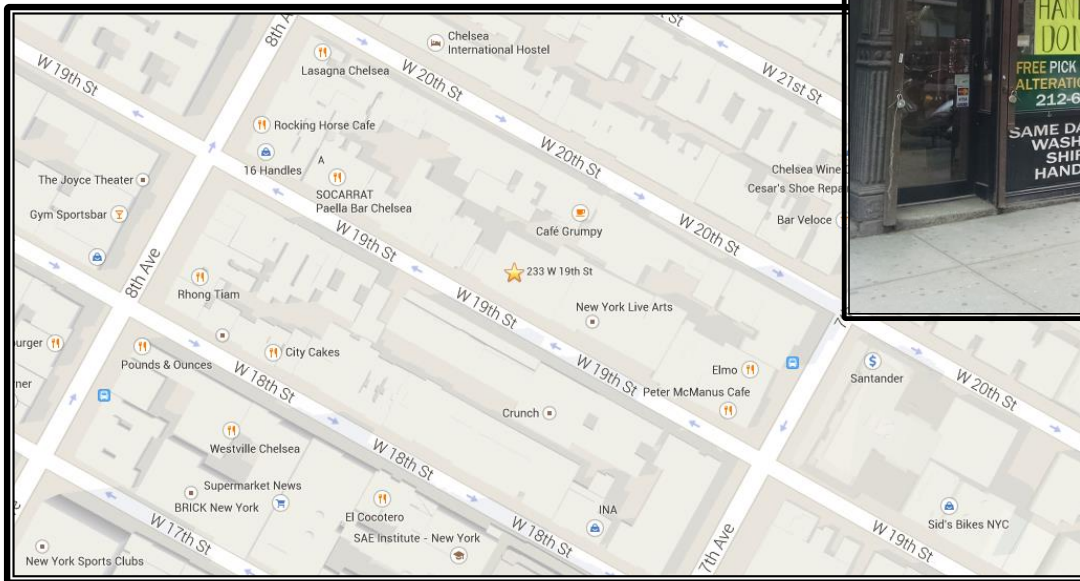 W 19th St
8th A
Lasagna Chelsea
Chelsea
International Hostel
W 20th St
St
W 21st St
Rocking Horse Cafe
16 Handles
A
SOCARRAT
Paella Bar Chelsea
W 20th St
Chelsea Wine
Cesar's Shoe Repa
Bar Veloce
The Joyce Theater
Gym Sportsbar
Café Grumpy
W 20th St
W 19th St
8th Ave
233 W 19th St
Rhong Tiam
W 19th St
New York Live Arts
City Cakes
Pounds & Ounces
urger
ner
W 18th St
W 19th St
Elmo
Peter McManus Cafe
Santander
W 20th St
Crunch
Westville Chelsea
W 18th St
Supermarket News
BRICK New York
El Cocotero
SAE Institute - New York
INA
W 18th St
7th Ave
W 17th St
New York Sports Clubs
Sid's Bikes NYC
W 19th St
HAN
DO
FREE PICK
ALTERATIO
212-6
SAME DA
WASH
SHI
HAND